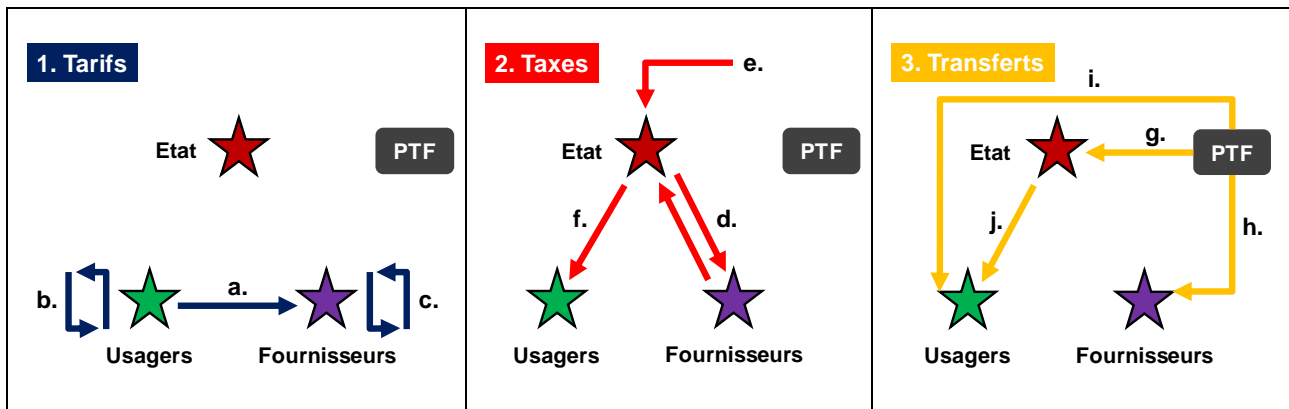 1. Tarifs
Etat
PTF
b.
a.
c.
Usagers
Fournisseurs
2. Taxes
e.
Etat
PTF
f.
d.
Usagers
Fournisseurs
3. Transferts
i.
Etat
g.
PTF
j.
h.
Usagers
Fournisseurs